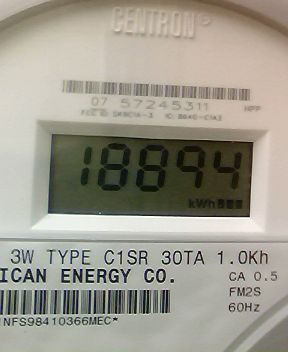 CENTRON®
07 57245311 HPP
18894
kWh
3W TYPE C1SR 30TA 1.0Kh
ICAN ENERGY CO.
CA 0.5
FM2S
60Hz
NFS98410366MEC*